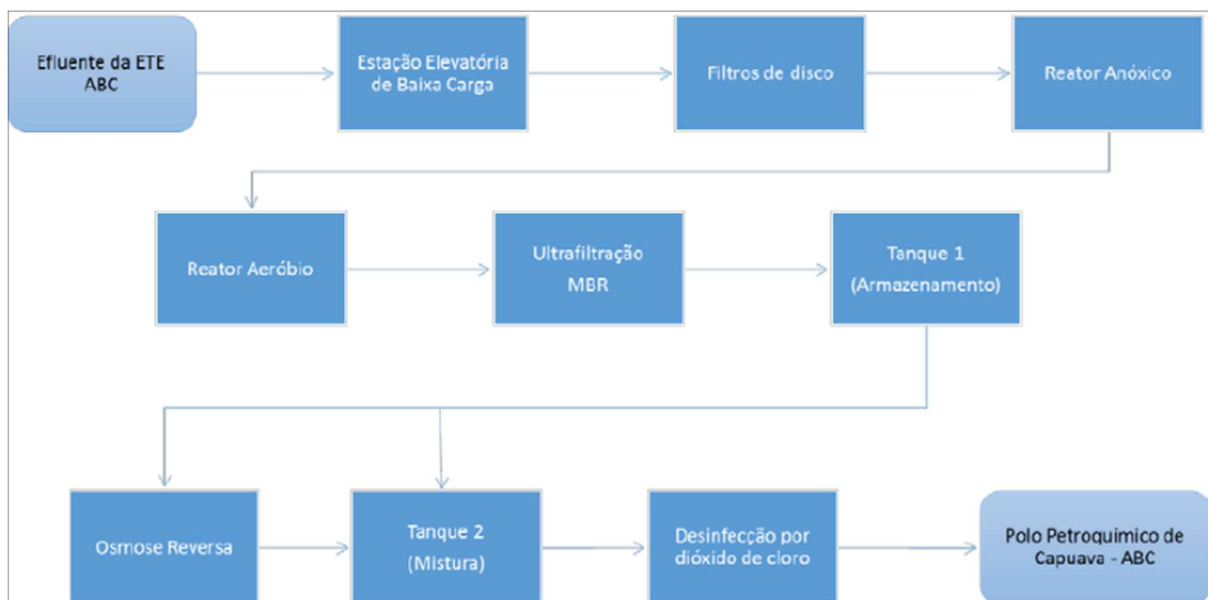 Efluente da ETE
ABC
Estação Elevatória
de Baixa Carga
Filtros de disco
Reator Anóxico
Reator Aeróbio
Ultrafiltração
MBR
Tanque 1
(Armazenamento)
Osmose Reversa
Tanque 2
(Mistura)
Desinfecção por
dióxido de cloro
Polo Petroquímico de
Capuava - ABC